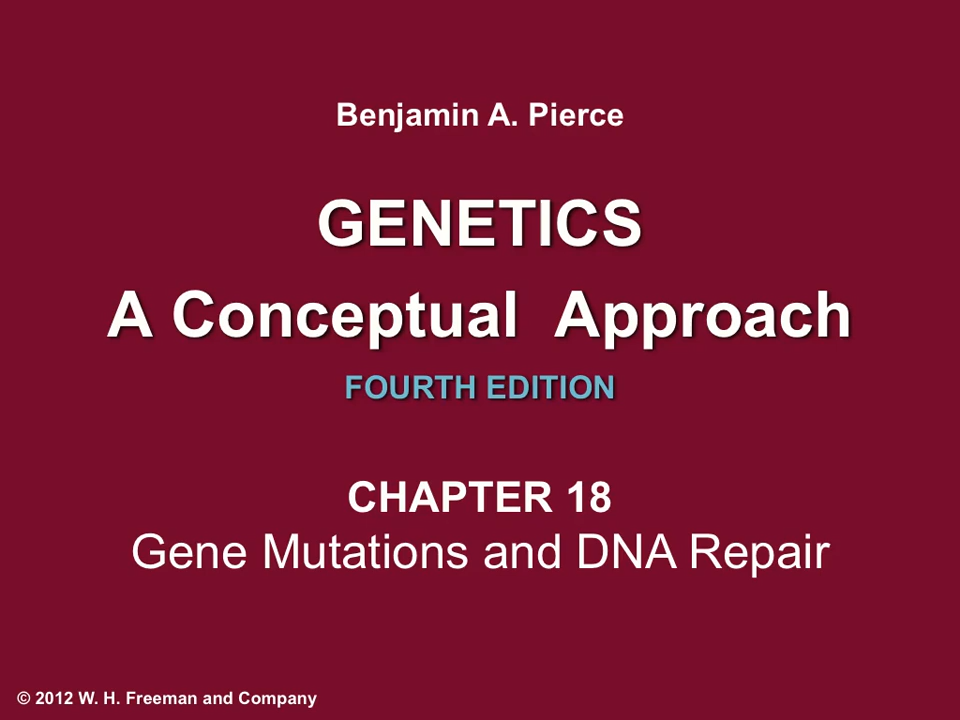 Benjamin A. Pierce
GENETICS
A Conceptual Approach
FOURTH EDITION
CHAPTER 18
Gene Mutations and DNA Repair
© 2012 W. H. Freeman and Company